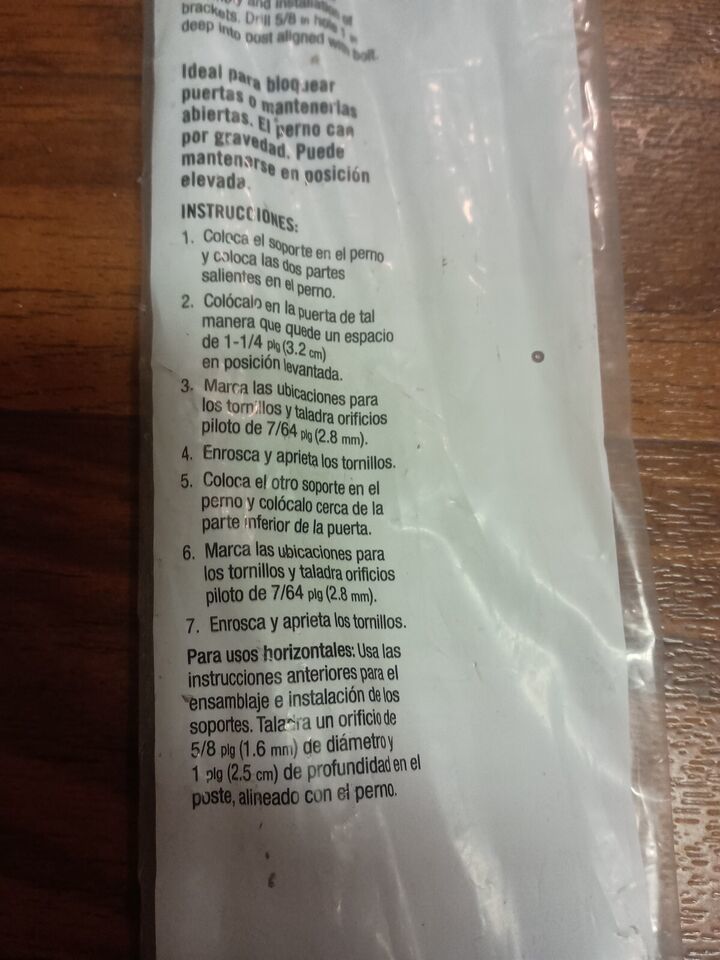 and installation of
brackets. Drill 5/8 in hole 1 in
deep into post aligned with bolt.
Ideal para bloquear
puertas o mantenerlas
abiertas. El perno cae
por gravedad. Puede
mantenerse en posición
elevada.
INSTRUCCIONES:
1. Coloca el soporte en el perno
y coloca las dos partes
salientes en el perno.
2. Colócalo en la puerta de tal
manera que quede un espacio
de 1-1/4 plg (3.2 cm)
en posición levantada.
3. Marca las ubicaciones para
los tornillos y taladra orificios
piloto de 7/64 plg (2.8 mm).
4. Enrosca y aprieta los tornillos.
5. Coloca el otro soporte en el
perno y colócalo cerca de la
parte inferior de la puerta.
6. Marca las ubicaciones para
los tornillos y taladra orificios
piloto de 7/64 plg (2.8 mm).
7. Enrosca y aprieta los tornillos.
Para usos horizontales: Usa las
instrucciones anteriores para el
ensamblaje e instalación de los
soportes. Taladra un orificio de
5/8 plg (1.6 mm) de diámetro y
1 plg (2.5 cm) de profundidad en el
poste, alineado con el perno.